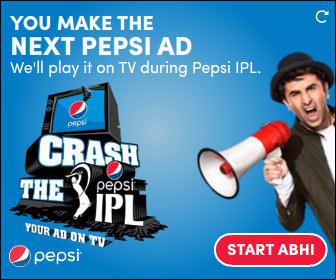 YOU MAKE THE
NEXT PEPSI AD
We'll play it on TV during Pepsi IPL.
pepsi
CRASH
THE
pepsi
IPL
YOUR AD ON TV
pepsi
START ABHI